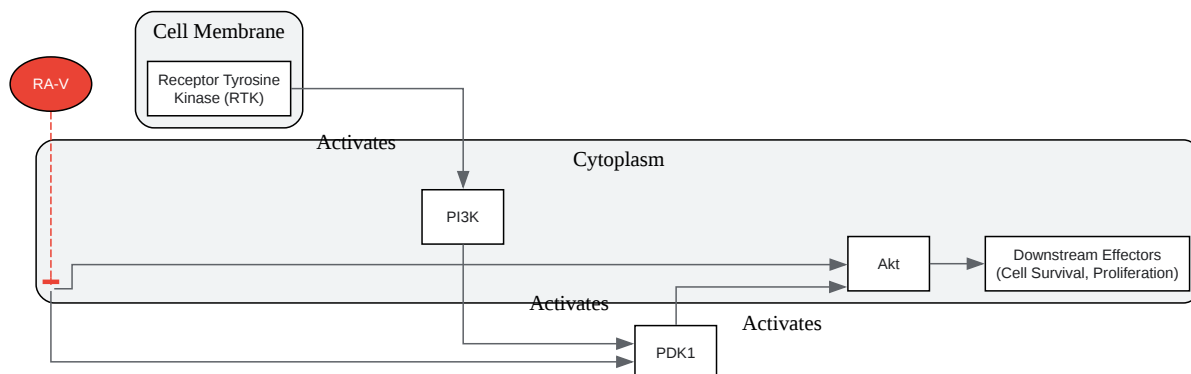 Cell Membrane
RA-V
Receptor Tyrosine
Kinase (RTK)
Activates
Cytoplasm
PI3K
Akt
Downstream Effectors
(Cell Survival, Proliferation)
Activates
Activates
PDK1